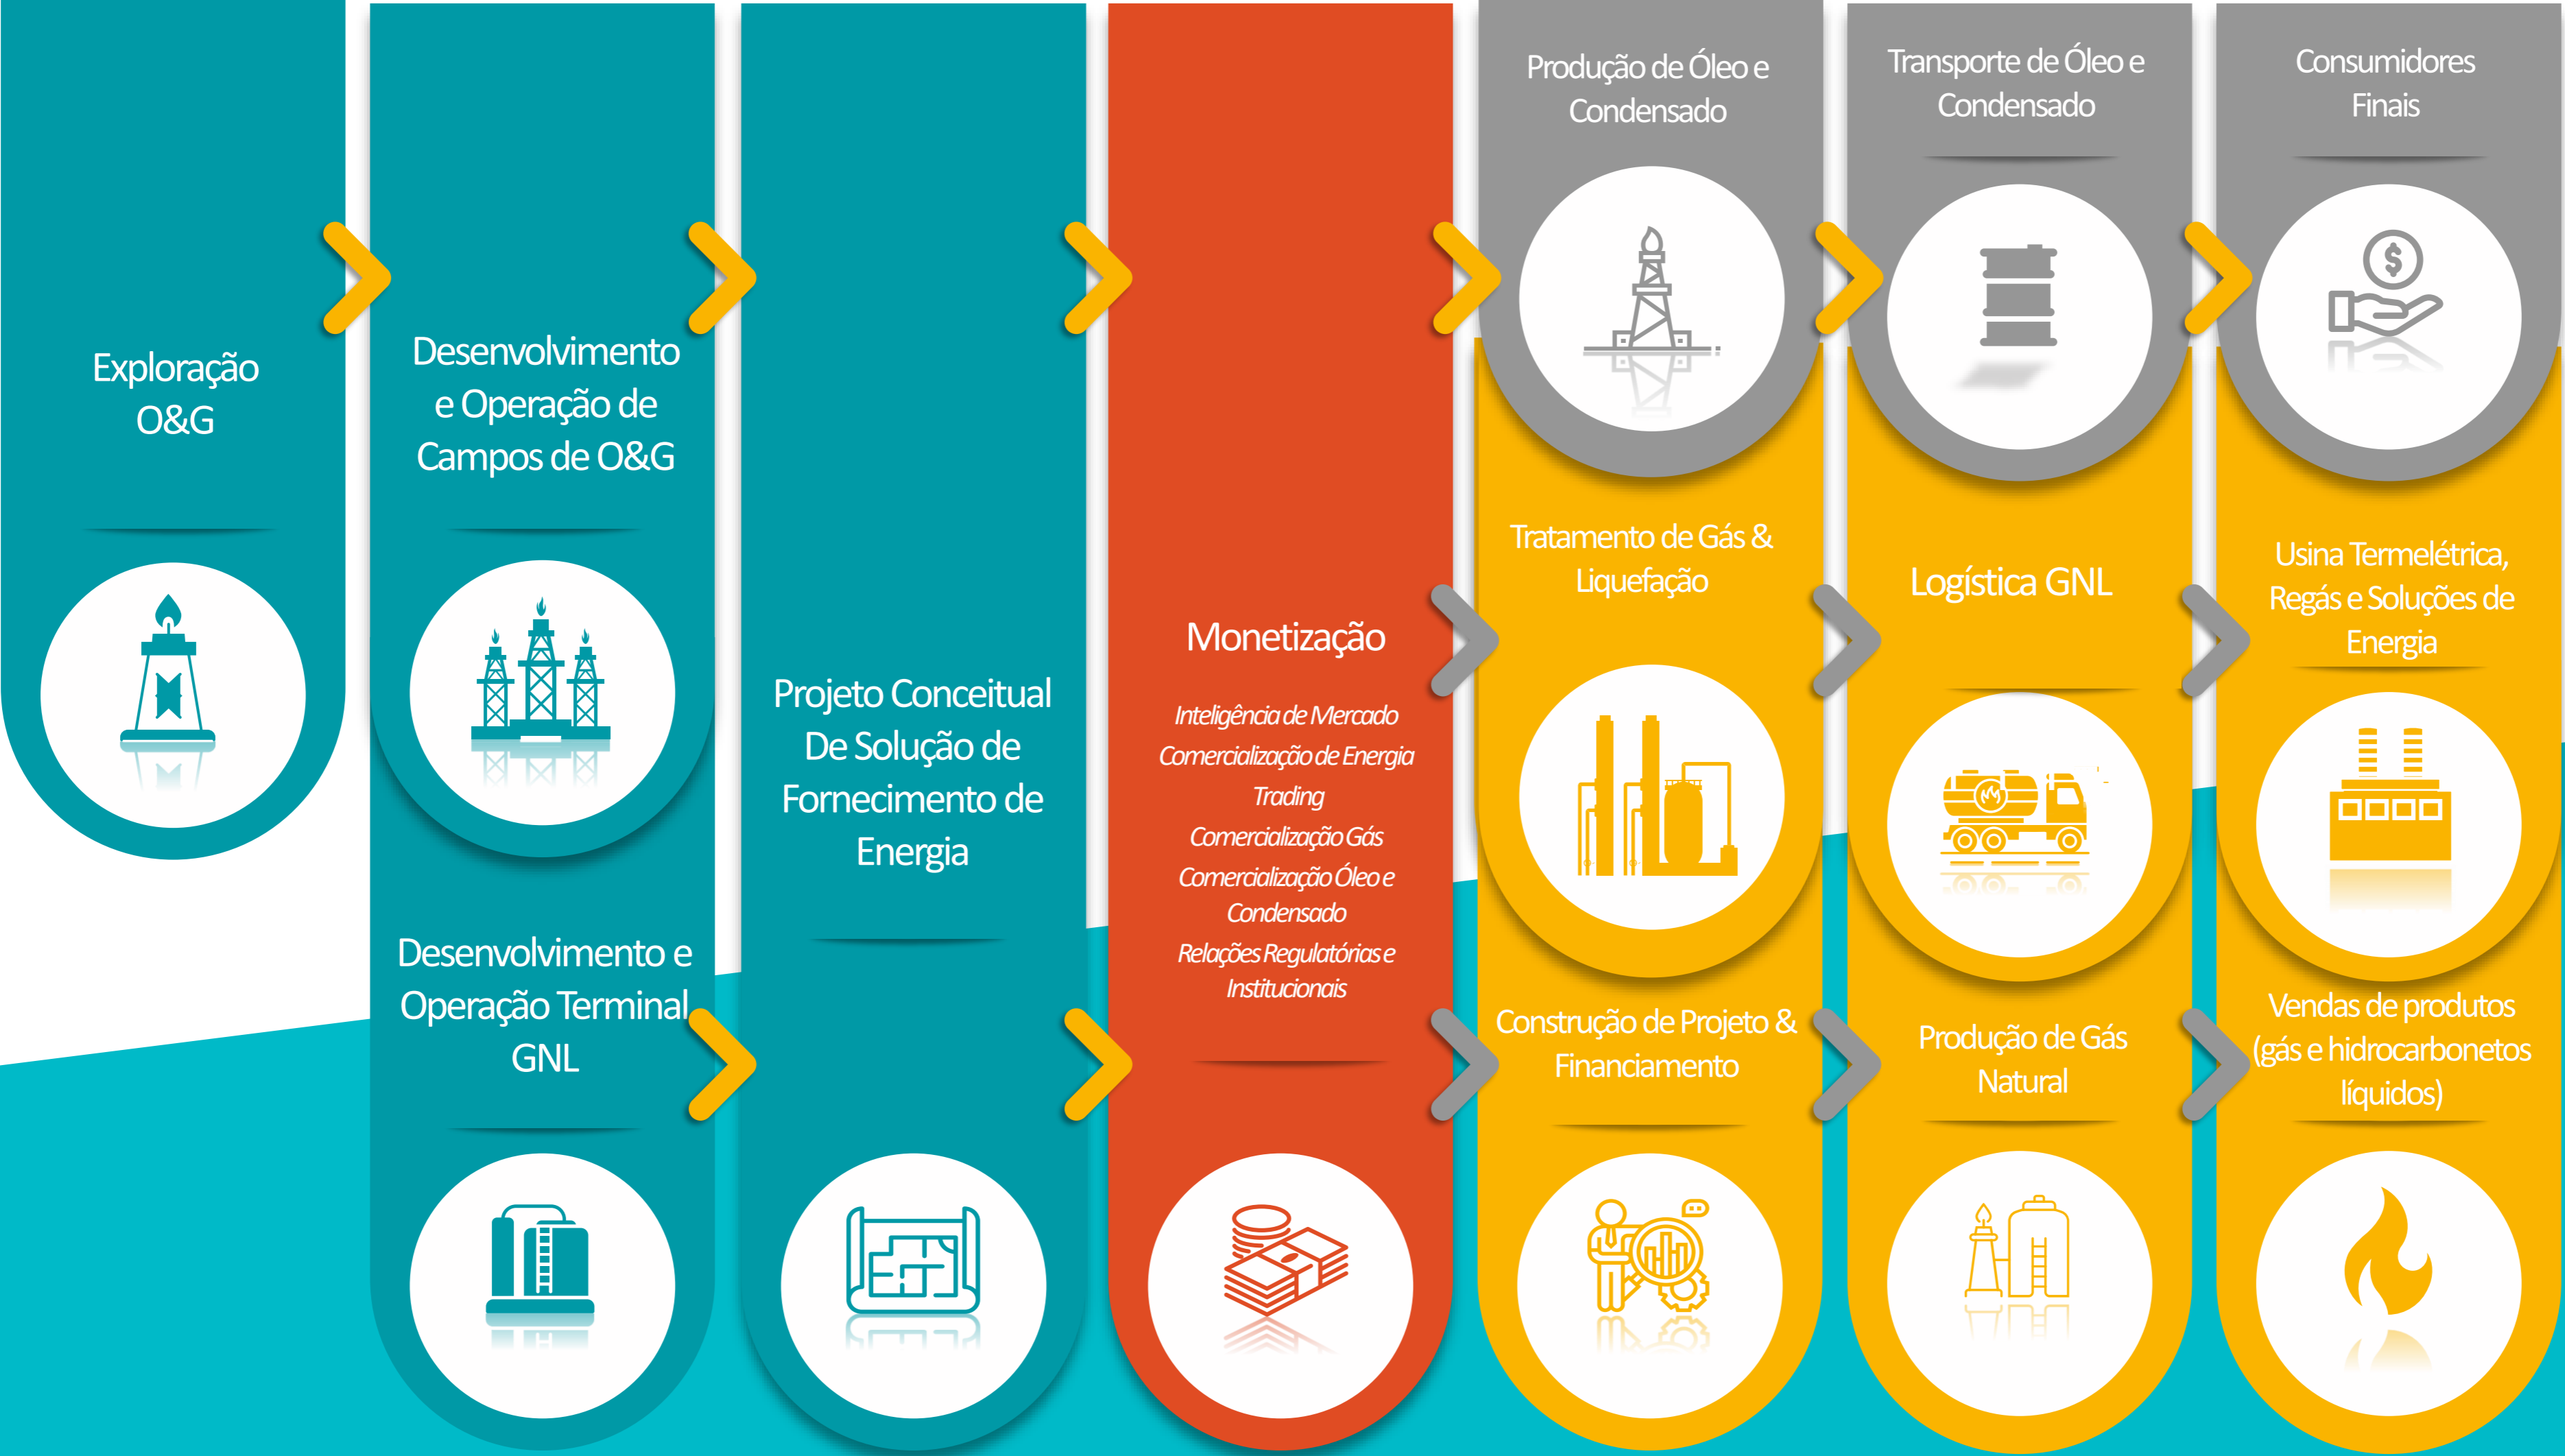 Exploração
O&G
Desenvolvimento
e Operação de
Campos de O&G
Desenvolvimento e
Operação Terminal
GNL
Projeto Conceitual
De Solução de
Fornecimento de
Energia
Monetização
Inteligência de Mercado
Comercialização de Energia
Trading
Comercialização Gás
Comercialização Óleo e
Condensado
Relações Regulatórias e
Institucionais
Produção de Óleo e
Condensado
Tratamento de Gás &
Liquefação
Construção de Projeto &
Financiamento
Transporte de Óleo e
Condensado
Logística GNL
Produção de Gás
Natural
Consumidores
Finais
$
Usina Termelétrica,
Regás e Soluções de
Energia
Vendas de produtos
(gás e hidrocarbonetos
líquidos)